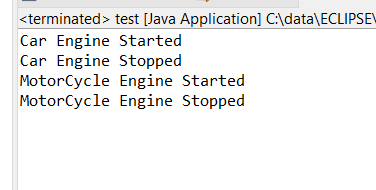 <terminated> test [Java Application] C:\data\ECLIPSE\
Car Engine Started
Car Engine Stopped
MotorCycle Engine Started
MotorCycle Engine Stopped